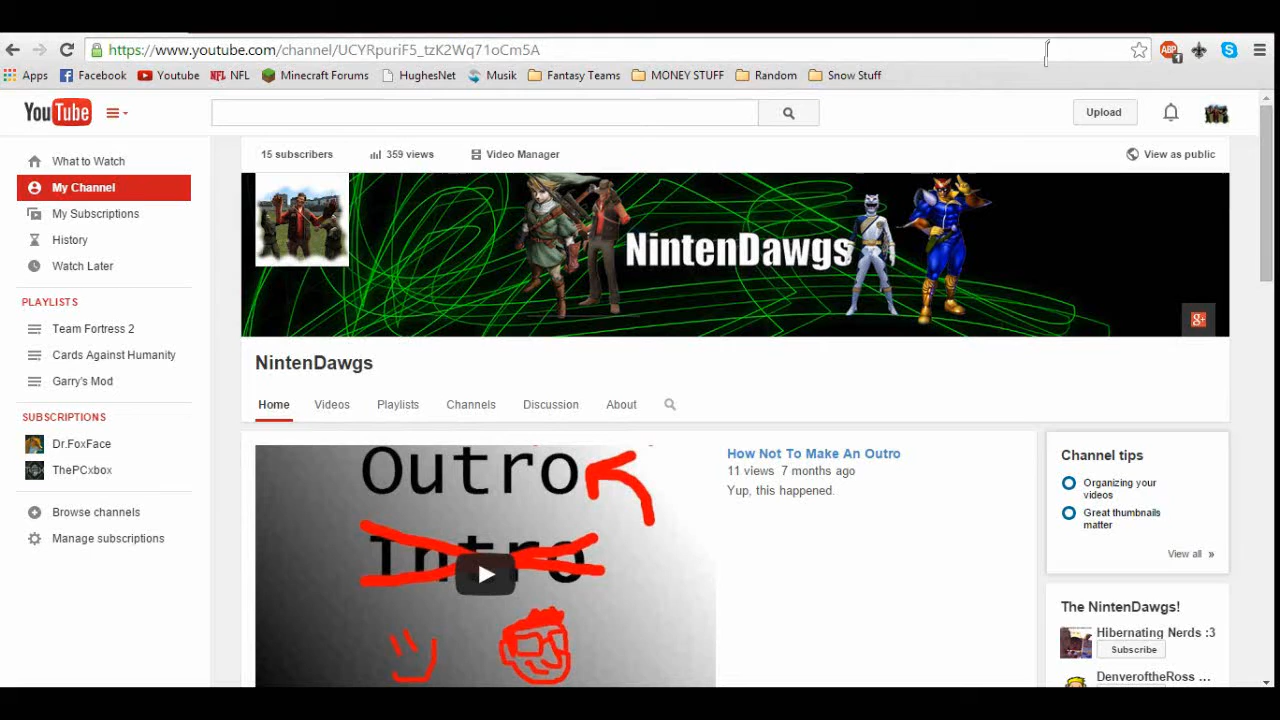 https://www.youtube.com/channel/UCYRpuriF5_tzK2Wq71oCm5A
ABP
1
Apps Facebook Youtube NFL Minecraft Forums HughesNet Musik Fantasy Teams MONEY STUFF Random Snow Stuff
YouTube
Upload
15 subscribers 359 views Video Manager View as public
What to Watch
My Channel
My Subscriptions
History
Watch Later
PLAYLISTS
Team Fortress 2
Cards Against Humanity
Garry's Mod
SUBSCRIPTIONS
Dr.FoxFace
ThePCxbox
Browse channels
Manage subscriptions
NintenDawgs
g+
NintenDawgs
Home Videos Playlists Channels Discussion About
Outro
Intro
How Not To Make An Outro
11 views 7 months ago
Yup, this happened.
Channel tips
Organizing your
videos
Great thumbnails
matter
View all »
The NintenDawgs!
Hibernating Nerds :3
Subscribe
DenveroftheRoss ...